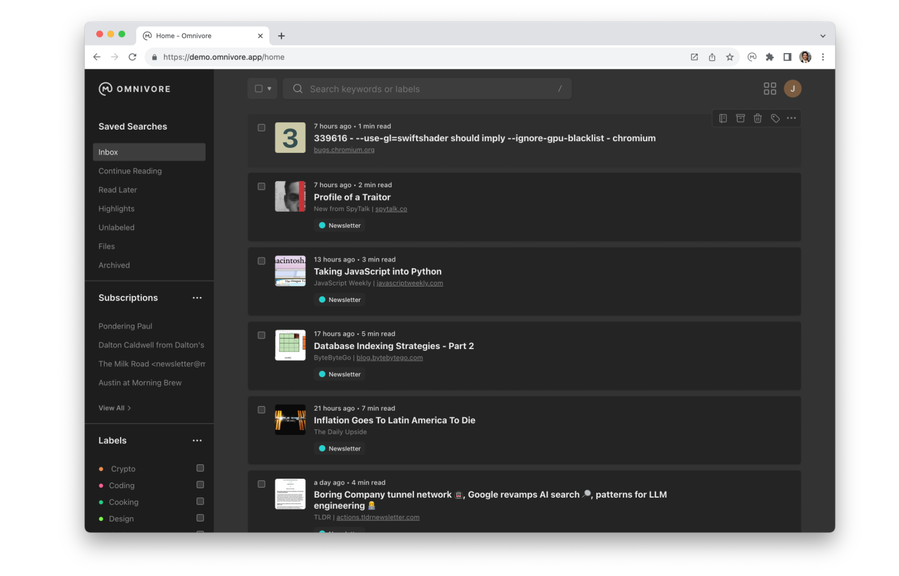 Home - Omnivore
https://demo.omnivore.app/home
OMNIVORE
Search keywords or labels
/
J
Saved Searches
Inbox
Continue Reading
Read Later
Highlights
Unlabeled
Files
Archived
Subscriptions
Pondering Paul
Dalton Caldwell from Dalton's
The Milk Road <newsletter@m
Austin at Morning Brew
View All >
Labels
Crypto
Coding
Cooking
Design
3
7 hours ago • 1 min read
339616 - --use-gl=swiftshader should imply --ignore-gpu-blacklist - chromium
bugs.chromium.org
7 hours ago • 2 min read
Profile of a Traitor
New from SpyTalk | spytalk.co
Newsletter
acintosh.
13 hours ago • 3 min read
Taking JavaScript into Python
JavaScript Weekly | javascriptweekly.com
Newsletter
17 hours ago • 5 min read
Database Indexing Strategies - Part 2
ByteByteGo | blog.bytebytego.com
Newsletter
21 hours ago • 7 min read
Inflation Goes To Latin America To Die
The Daily Upside
Newsletter
a day ago • 4 min read
Boring Company tunnel network 🚇, Google revamps AI search 🔎, patterns for LLM
engineering 👷
TLDR | actions.tldrnewsletter.com